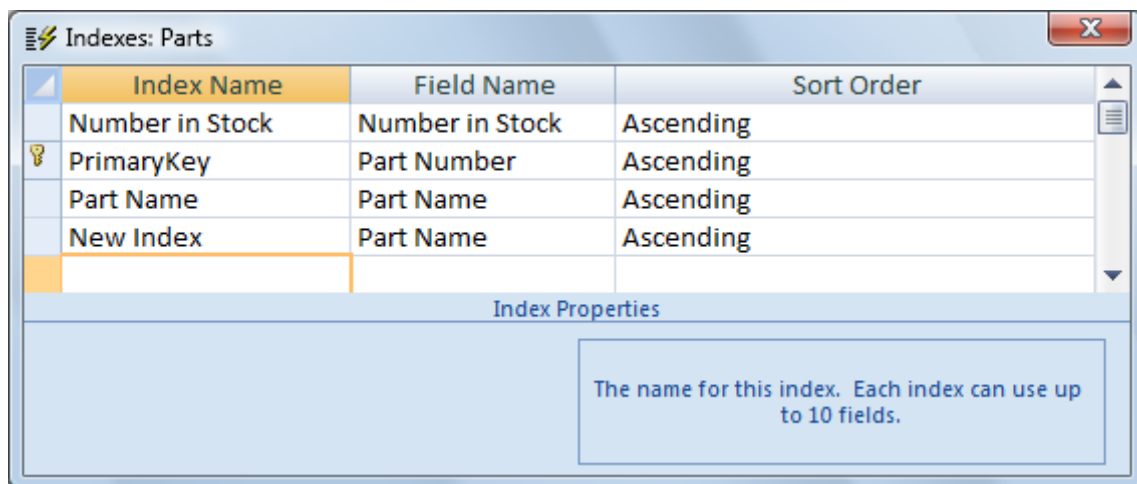 Indexes: Parts
Index Name Field Name Sort Order
Number in Stock Number in Stock Ascending
PrimaryKey Part Number Ascending
Part Name Part Name Ascending
New Index Part Name Ascending
Index Properties
The name for this index. Each index can use up
to 10 fields.